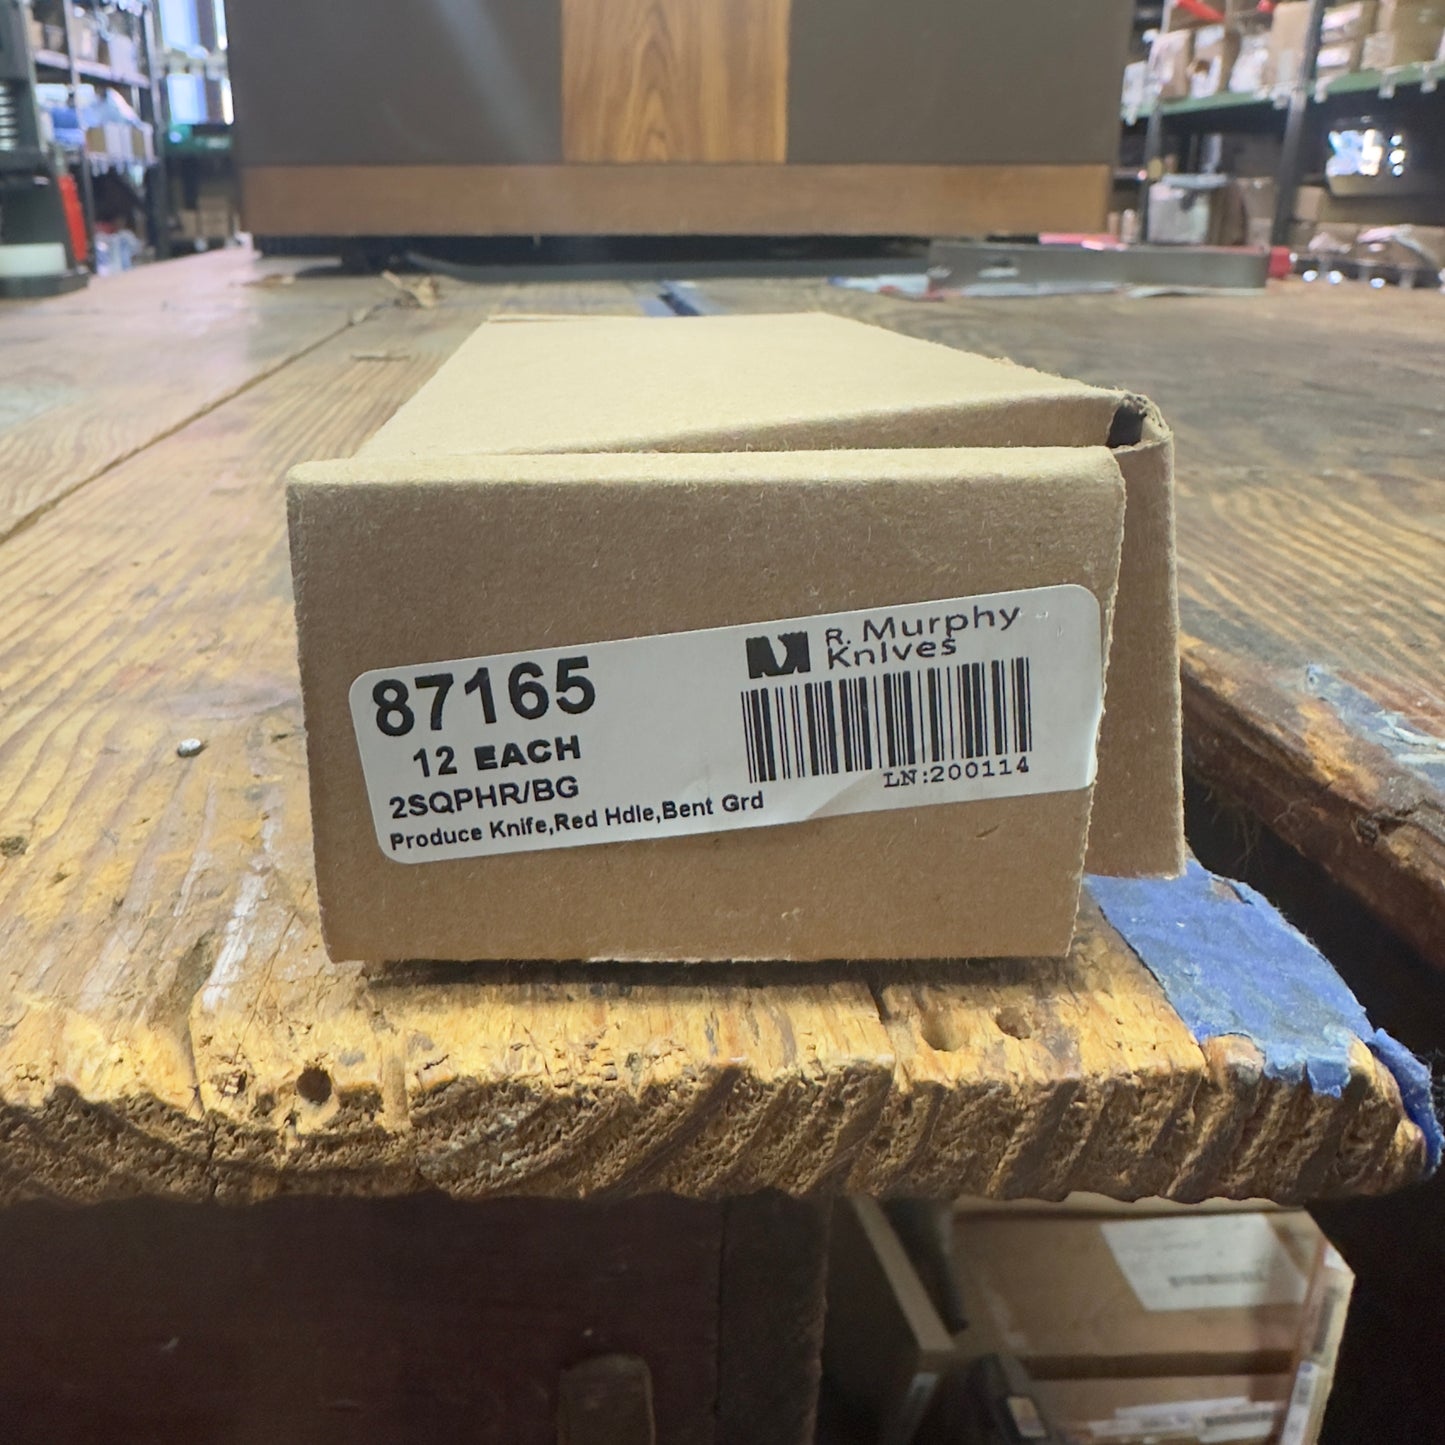 87165
12 EACH
2SQPHR/BG
Produce Knife,Red Hdle,Bent Grd
R. Murphy
Knives
LN:200114